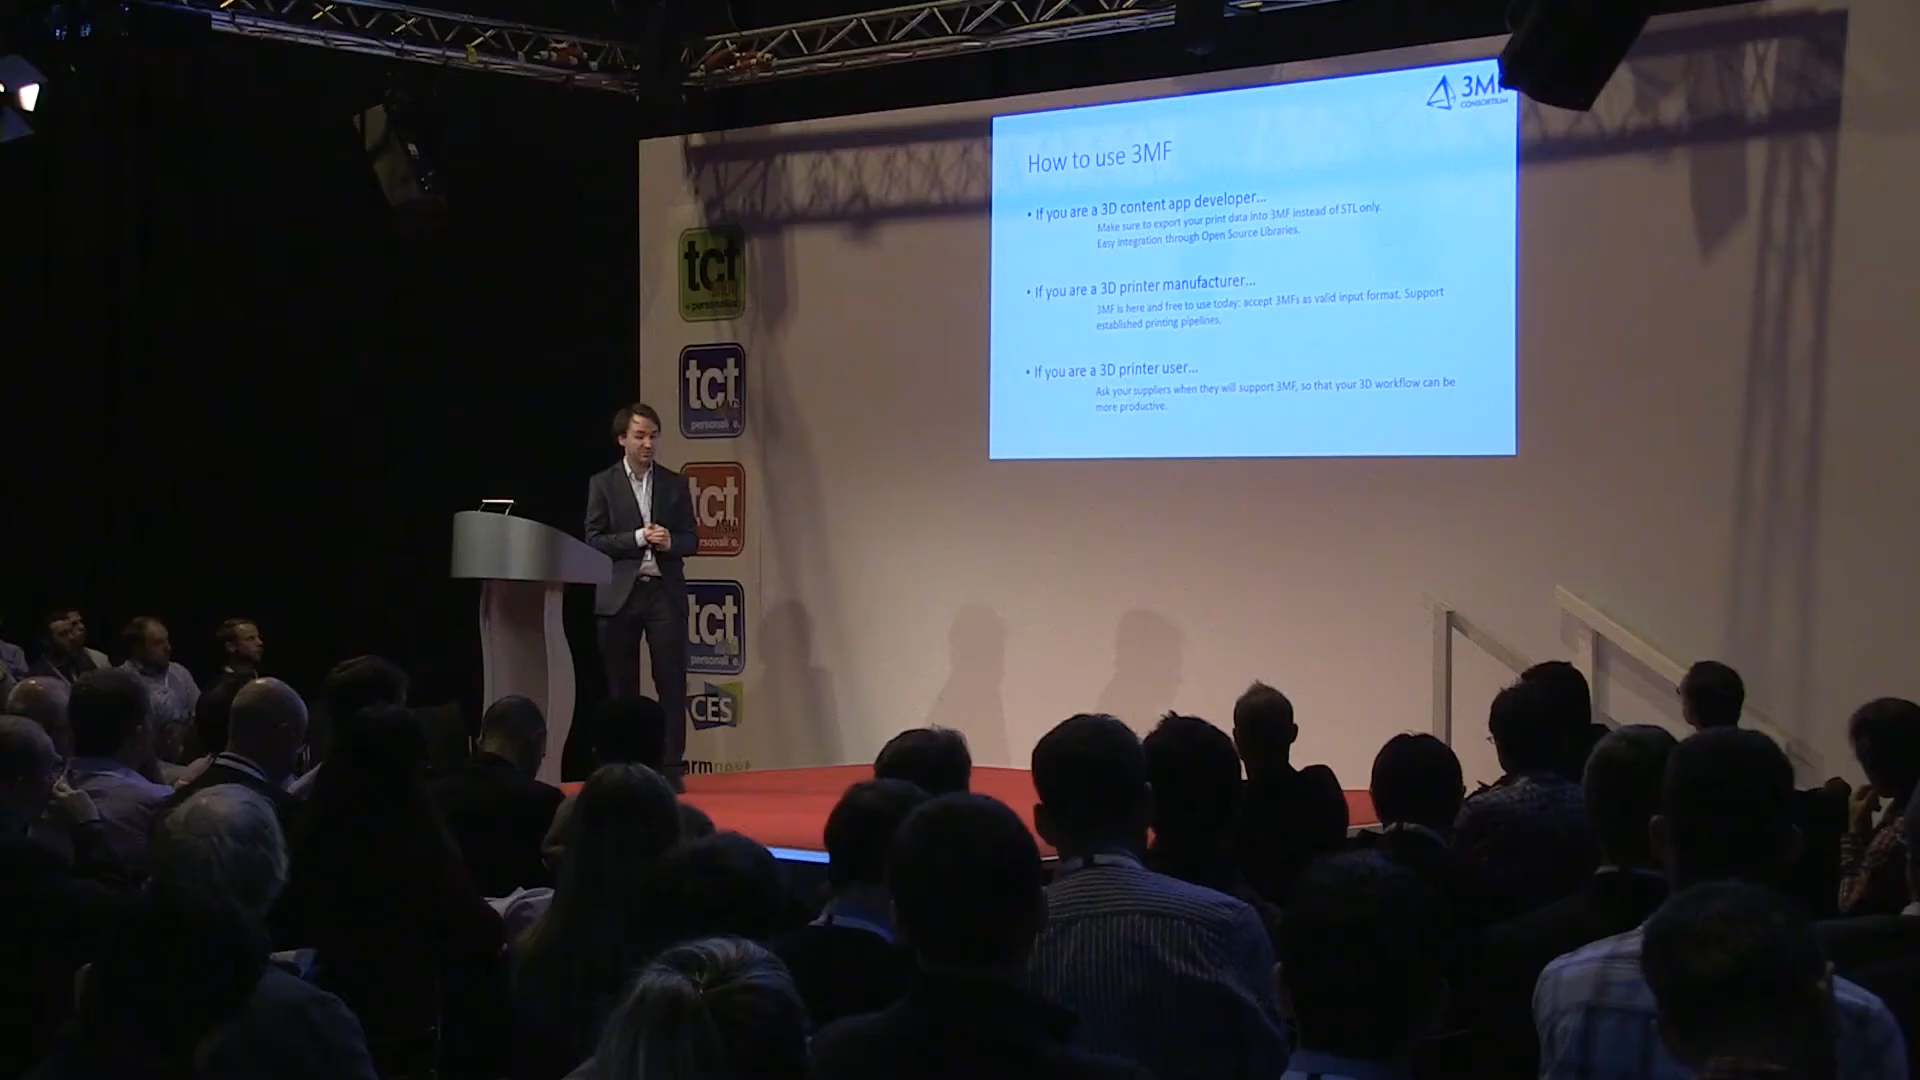 3M
CONSORTIUM
How to use 3MF
• If you are a 3D content app developer...
Make sure to export your print data into 3MF instead of STL only.
Easy integration through Open Source Libraries.
• If you are a 3D printer manufacturer...
3MF is here and free to use today: accept 3MFs as valid input format. Support
established printing pipelines.
• If you are a 3D printer user...
Ask your suppliers when they will support 3MF, so that your 3D workflow can be
more productive.
tct
tct
tct
ASIA
tct
CES